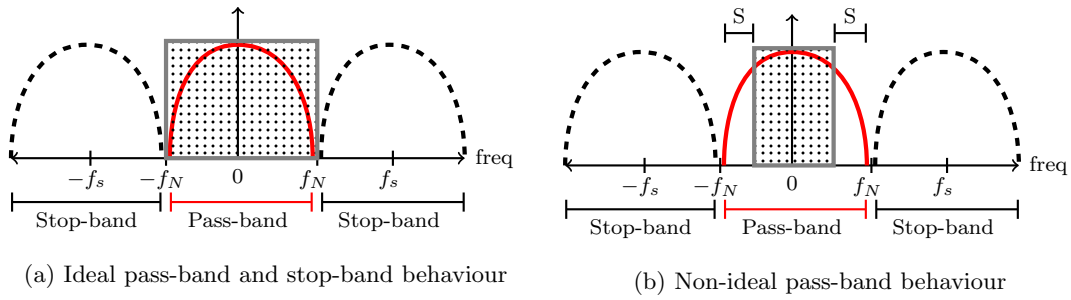 freq
−f_s
−f_N
0
f_N
f_s
Stop-band
Pass-band
Stop-band
(a) Ideal pass-band and stop-band behaviour
S
S
freq
−f_s
−f_N
0
f_N
f_s
Stop-band
Pass-band
Stop-band
(b) Non-ideal pass-band behaviour